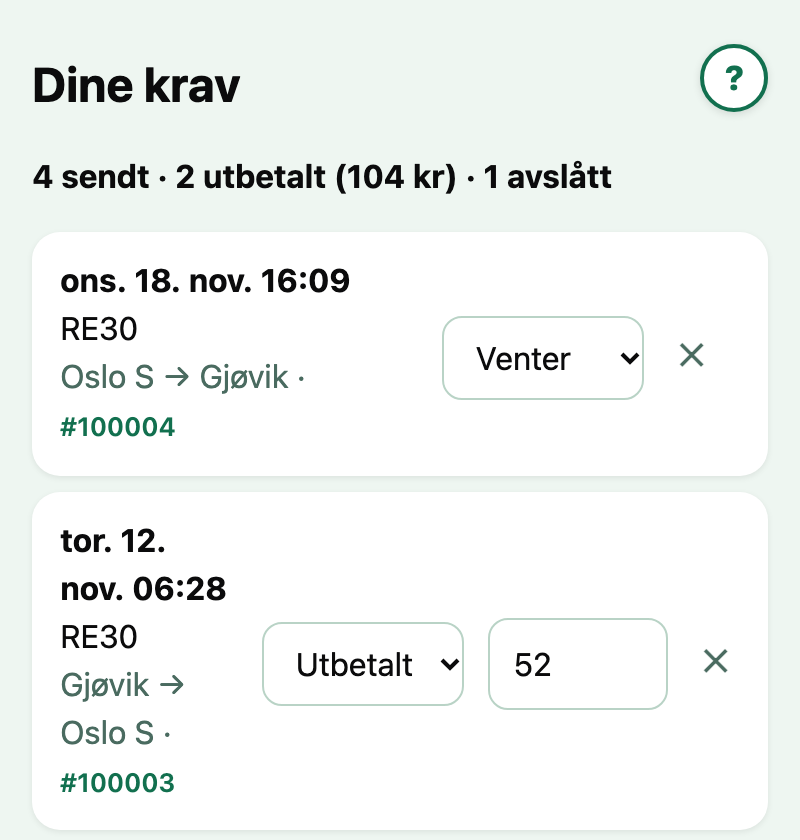 Dine krav
?
4 sendt · 2 utbetalt (104 kr) · 1 avslått
ons. 18. nov. 16:09
RE30
Oslo S → Gjøvik ·
#100004
Venter
×
tor. 12.
nov. 06:28
RE30
Gjøvik →
Oslo S ·
#100003
Utbetalt
52
×